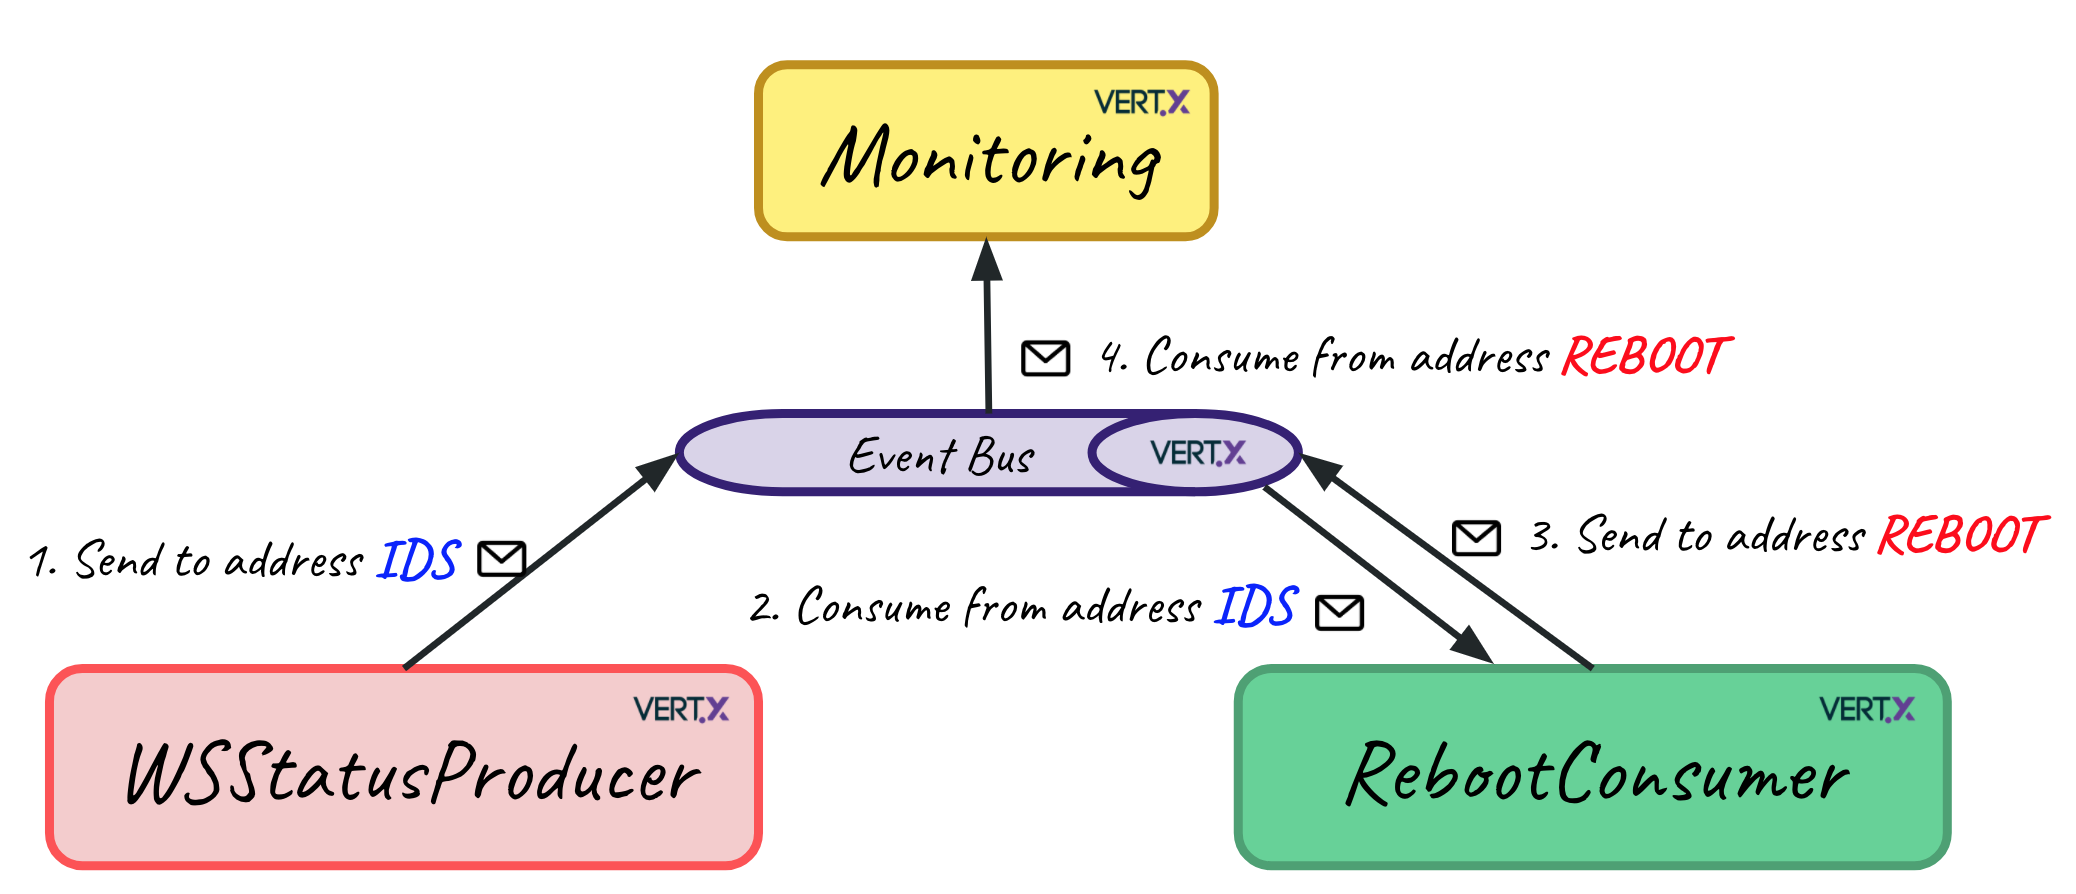 VERT.X
Monitoring
4. Consume from address REBOOT
Event Bus
VERT.X
1. Send to address IDS
3. Send to address REBOOT
2. Consume from address IDS
VERT.X
WSStatusProducer
VERT.X
RebootConsumer